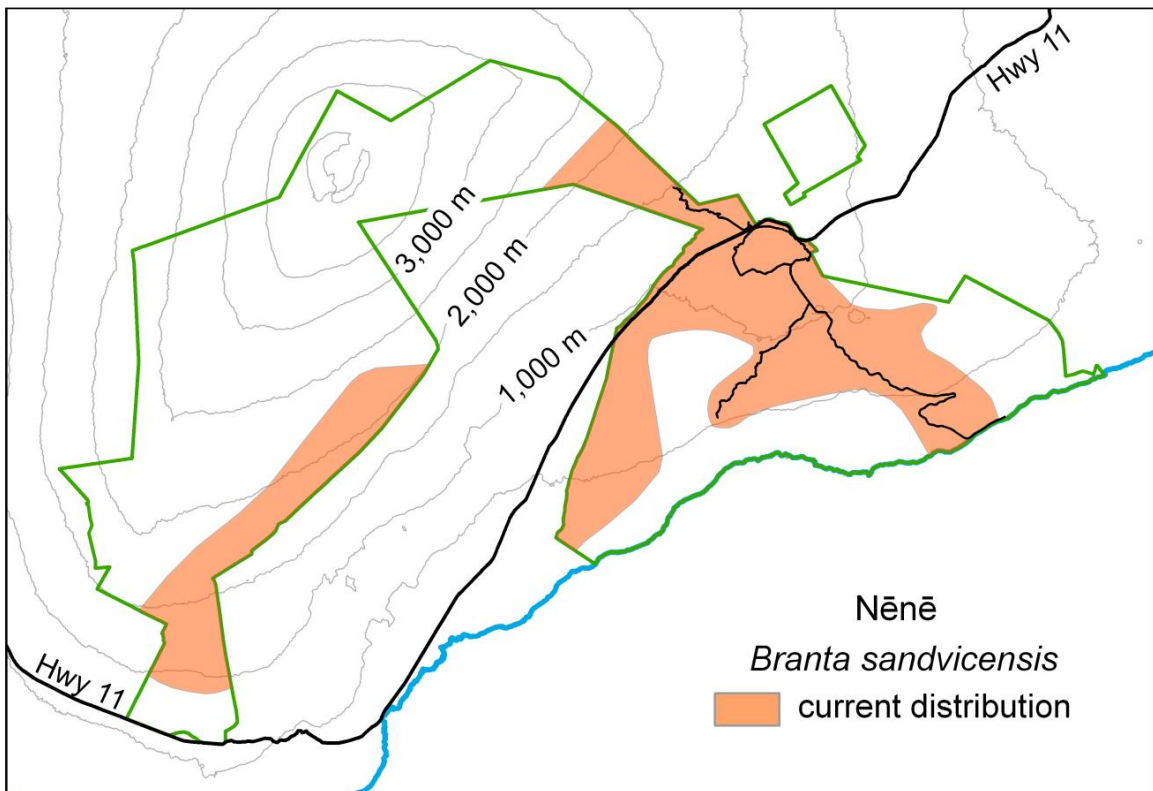 Hwy 11
3,000 m
2,000 m
1,000 m
Hwy 11
Nēnē
Branta sandvicensis
current distribution